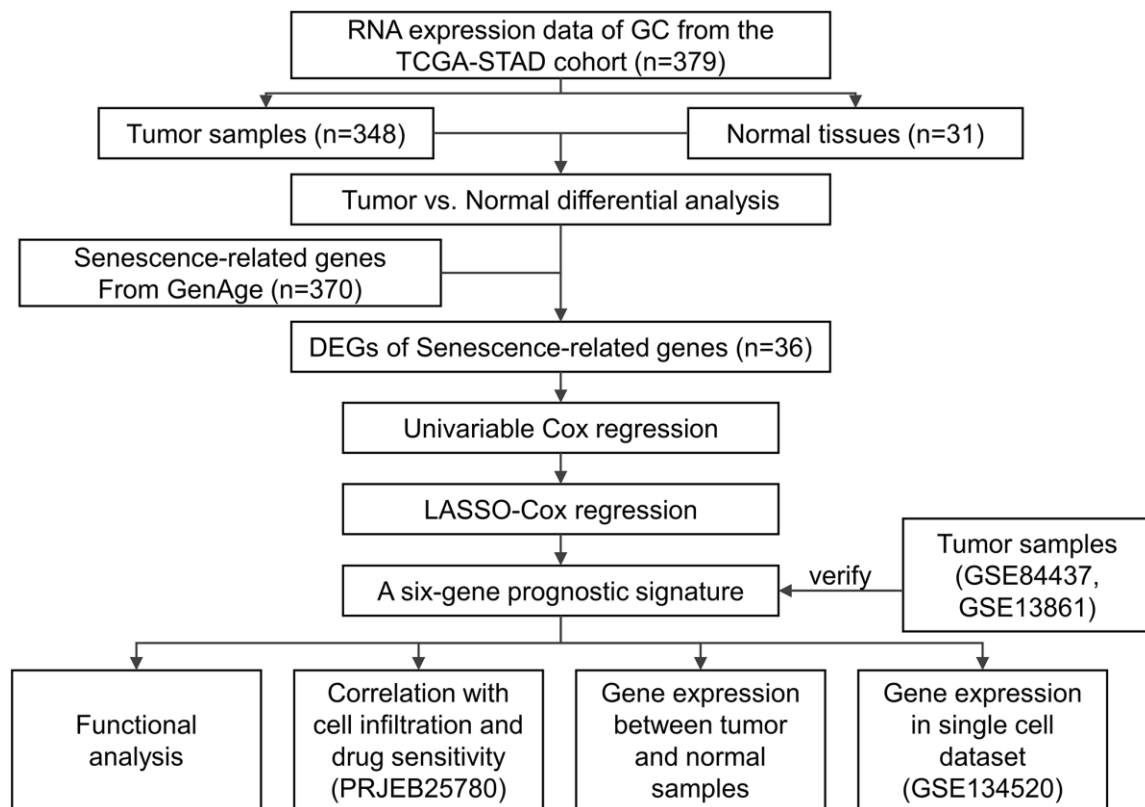 RNA expression data of GC from the
TCGA-STAD cohort (n=379)
Tumor samples (n=348)
Normal tissues (n=31)
Tumor vs. Normal differential analysis
Senescence-related genes
From GenAge (n=370)
DEGs of Senescence-related genes (n=36)
Univariable Cox regression
LASSO-Cox regression
A six-gene prognostic signature
verify
Tumor samples
(GSE84437,
GSE13861)
Functional
analysis
Correlation with
cell infiltration and
drug sensitivity
(PRJEB25780)
Gene expression
between tumor
and normal
samples
Gene expression
in single cell
dataset
(GSE134520)